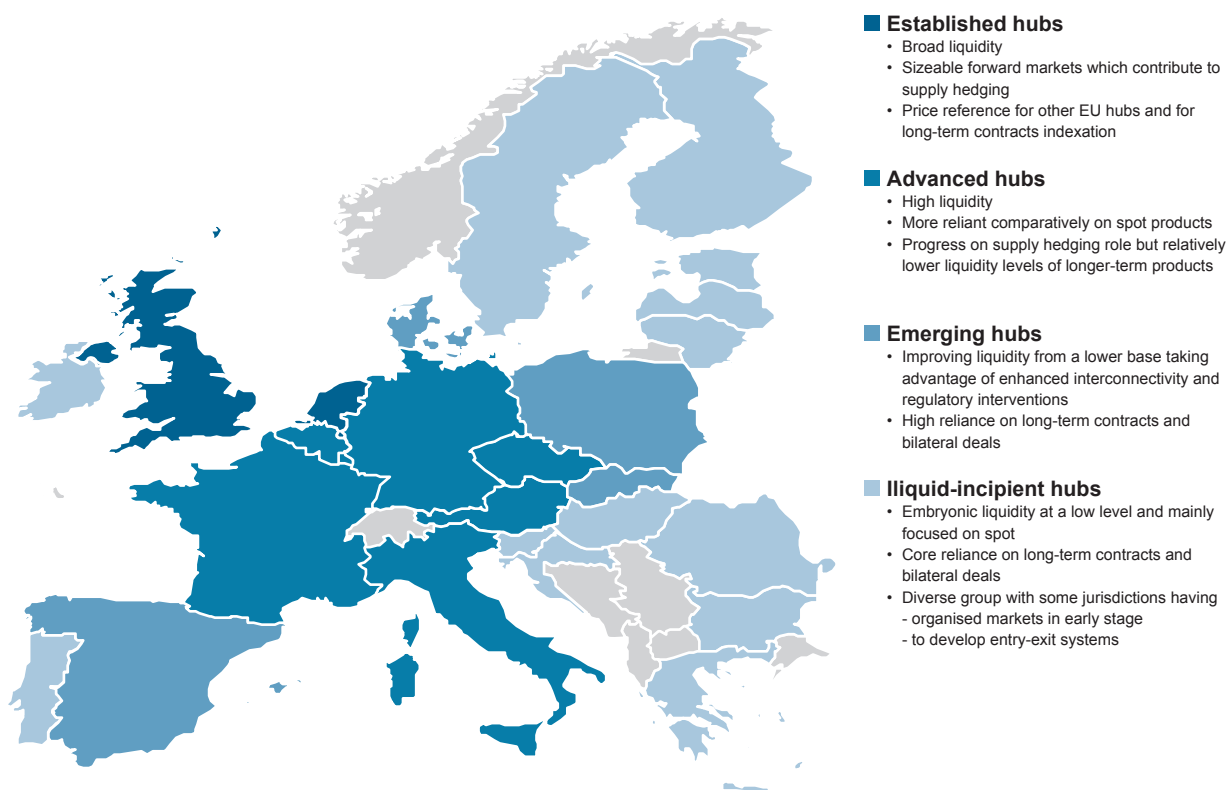 Established hubs
• Broad liquidity
• Sizeable forward markets which contribute to
supply hedging
• Price reference for other EU hubs and for
long-term contracts indexation
Advanced hubs
• High liquidity
• More reliant comparatively on spot products
• Progress on supply hedging role but relatively
lower liquidity levels of longer-term products
Emerging hubs
• Improving liquidity from a lower base taking
advantage of enhanced interconnectivity and
regulatory interventions
• High reliance on long-term contracts and
bilateral deals
Iliquid-incipient hubs
• Embryonic liquidity at a low level and mainly
focused on spot
• Core reliance on long-term contracts and
bilateral deals
• Diverse group with some jurisdictions having
- organised markets in early stage
- to develop entry-exit systems